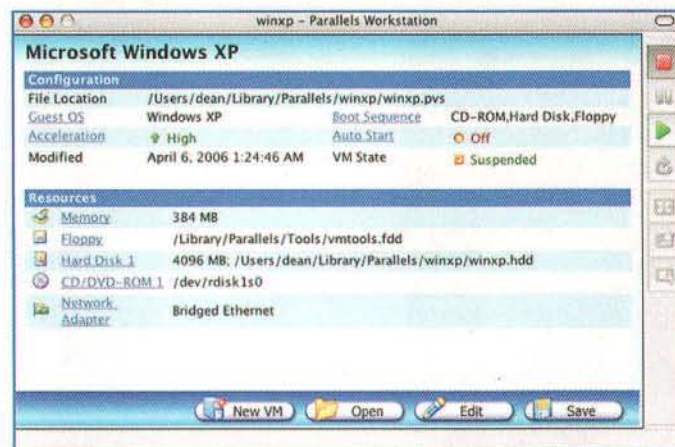 winxp – Parallels Workstation
Microsoft Windows XP
Configuration
File Location /Users/dean/Library/Parallels/winxp/winxp.pvs
Guest OS Windows XP Boot Sequence CD-ROM,Hard Disk,Floppy
Acceleration High Auto Start Off
Modified April 6, 2006 1:24:46 AM VM State Suspended
Resources
Memory 384 MB
Floppy /Library/Parallels/Tools/vmtools.fdd
Hard Disk 1 4096 MB; /Users/dean/Library/Parallels/winxp/winxp.hdd
CD/DVD-ROM 1 /dev/rdisk1s0
Network Adapter Bridged Ethernet
New VM Open Edit Save